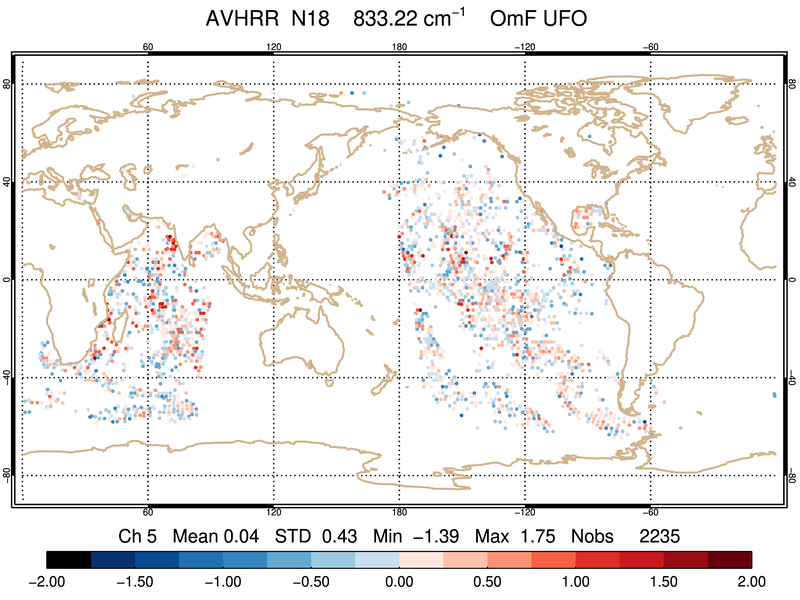 AVHRR N18 833.22 cm−1 OmF UFO
60 120 180 −120 −60
80 80
40 40
0 0
−40 −40
−80 −80
60 120 180 −120 −60
Ch 5 Mean 0.04 STD 0.43 Min −1.39 Max 1.75 Nobs 2235
−2.00 −1.50 −1.00 −0.50 0.00 0.50 1.00 1.50 2.00